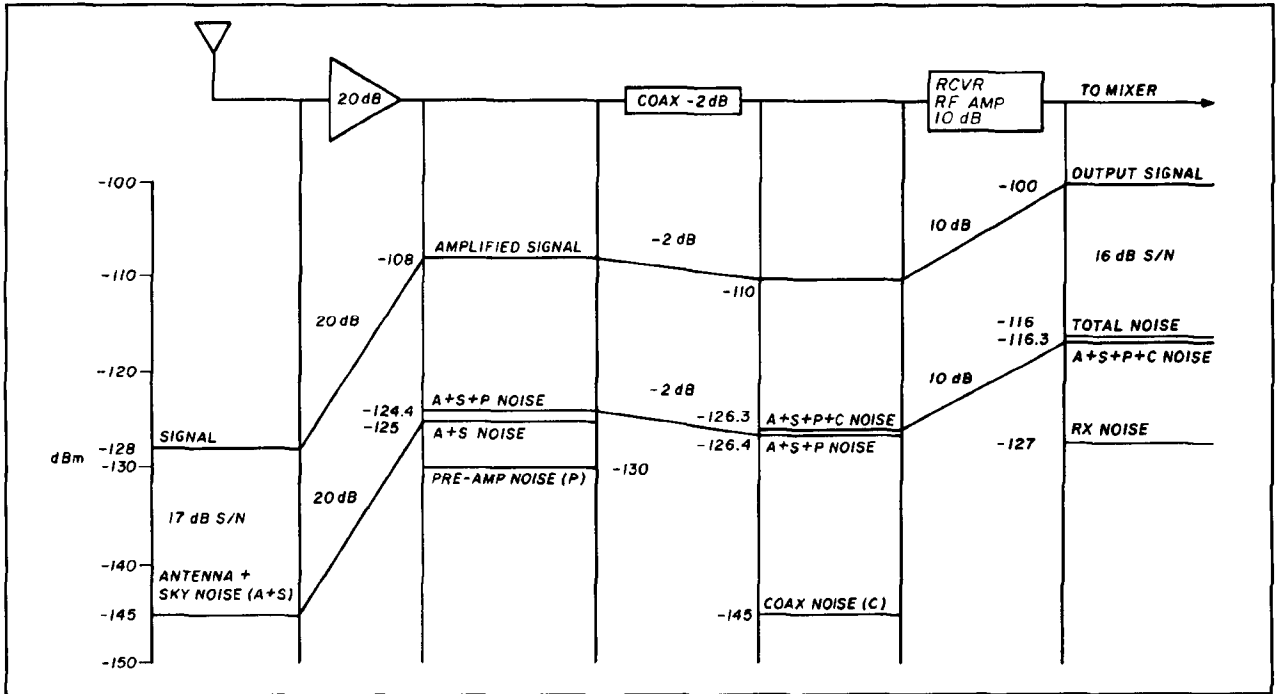 20dB
COAX -2dB
RCVR
RF AMP
10 dB
TO MIXER
-100
-100
OUTPUT SIGNAL
-108
AMPLIFIED SIGNAL
-2 dB
10 dB
16 dB S/N
-110
-110
20 dB
-116
TOTAL NOISE
-116.3
A+S+P+C NOISE
-120
A+S+P NOISE
-2 dB
10 dB
-124.4
-125
A+S NOISE
-126.3
A+S+P+C NOISE
-126.4
A+S+P NOISE
-127
RX NOISE
SIGNAL
-128
dBm
-130
PRE-AMP NOISE (P)
-130
20 dB
17 dB S/N
-140
ANTENNA +
SKY NOISE (A+S)
-145
-145
COAX NOISE (C)
-150